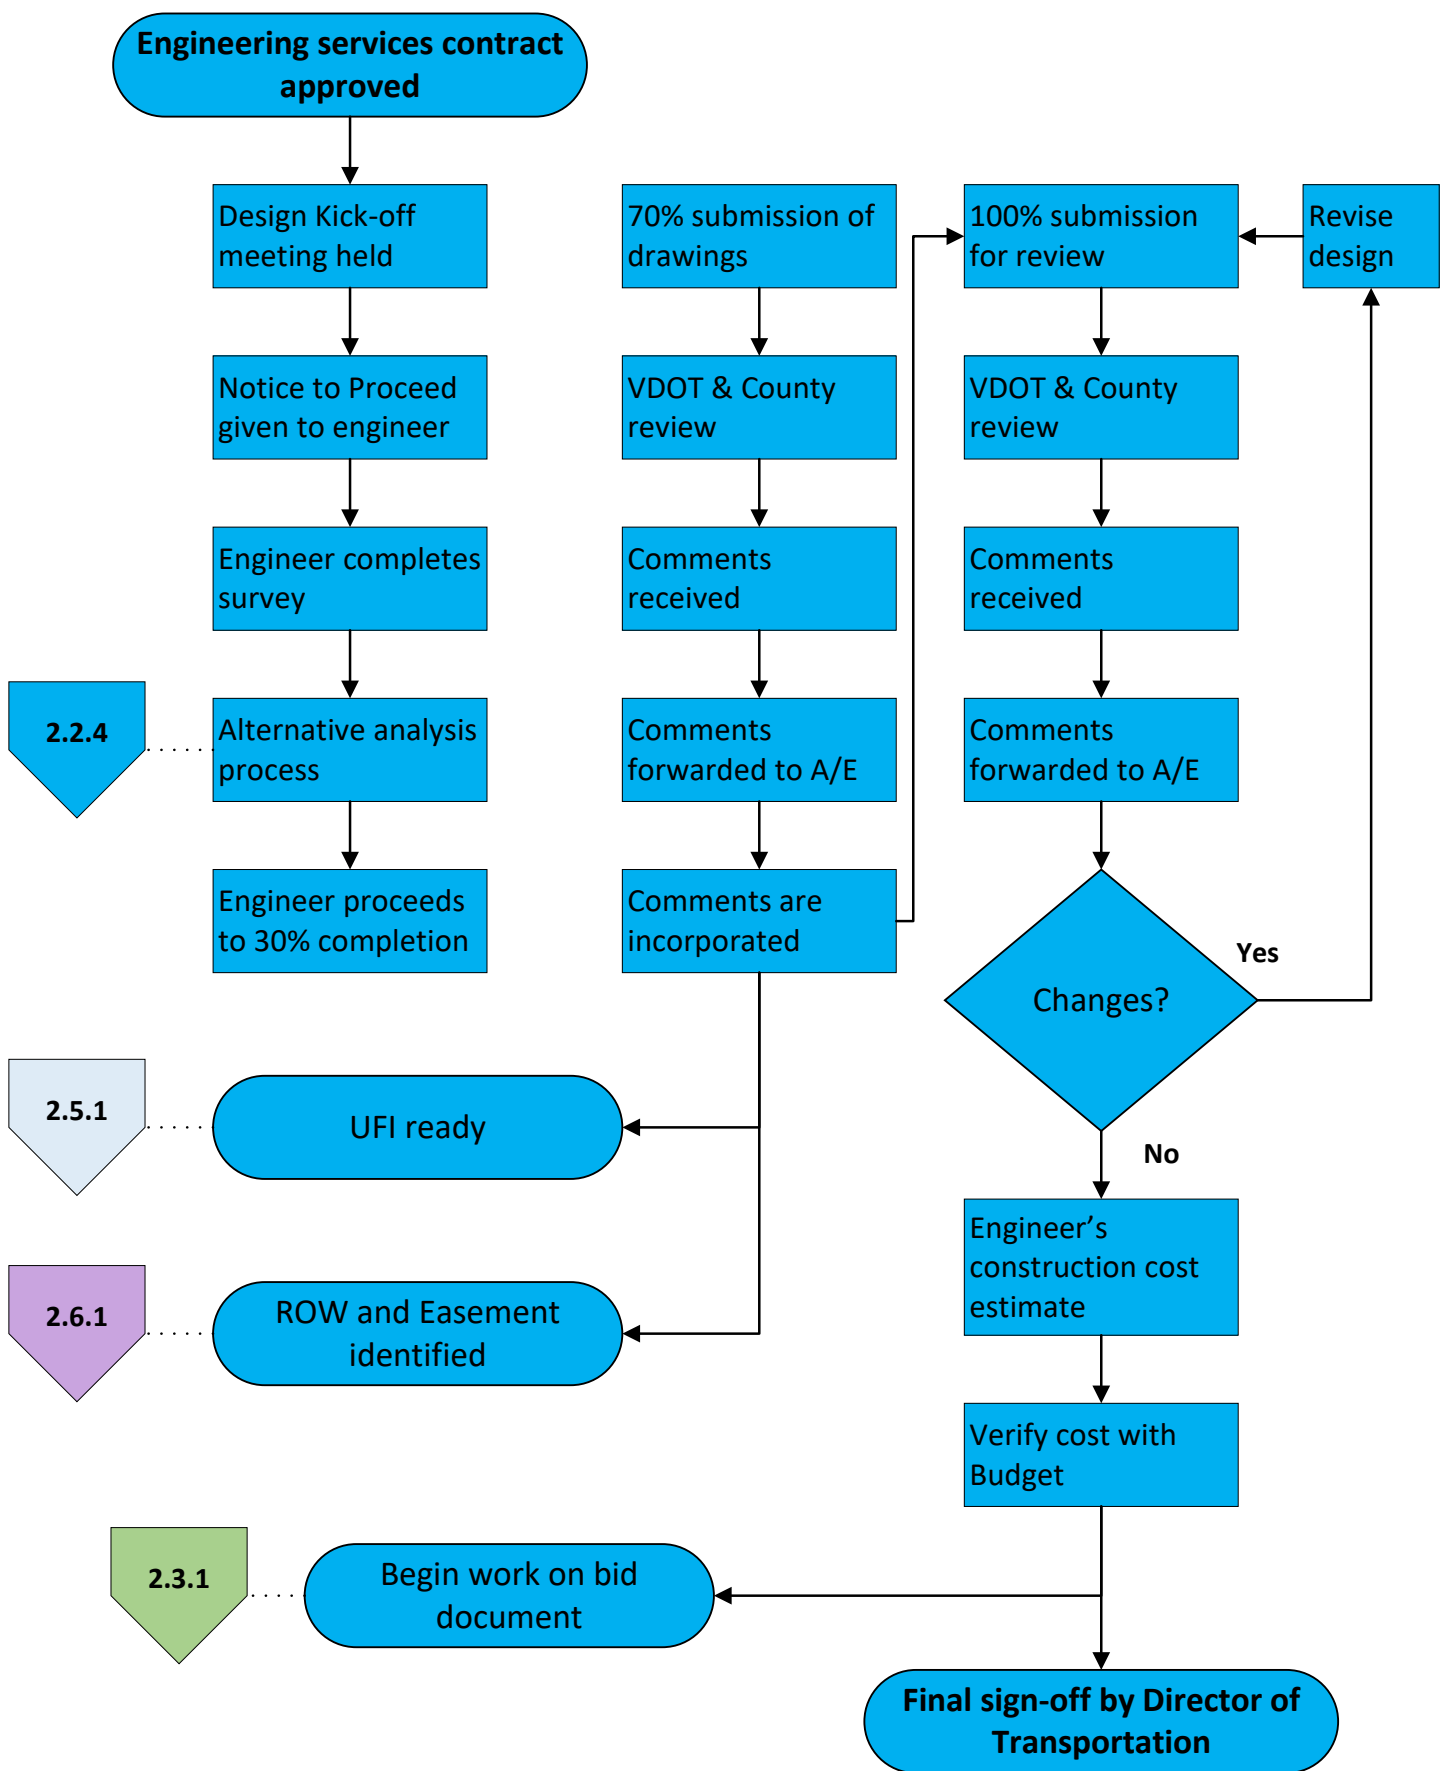 Engineering services contract
approved
Design Kick-off
meeting held
Notice to Proceed
given to engineer
Engineer completes
survey
2.2.4
Alternative analysis
process
Engineer proceeds
to 30% completion
70% submission of
drawings
VDOT & County
review
Comments
received
Comments
forwarded to A/E
Comments are
incorporated
2.5.1
UFI ready
2.6.1
ROW and Easement
identified
100% submission
for review
Revise
design
VDOT & County
review
Comments
received
Comments
forwarded to A/E
Changes?
Yes
No
Engineer’s
construction cost
estimate
Verify cost with
Budget
2.3.1
Begin work on bid
document
Final sign-off by Director of
Transportation